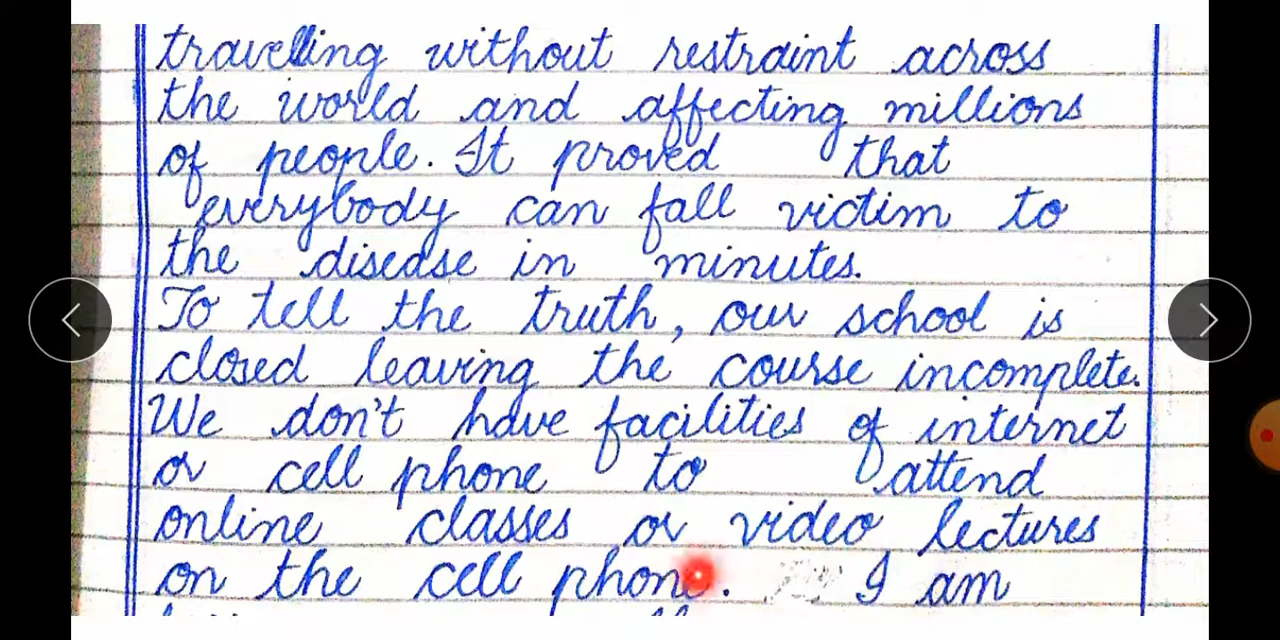 travelling without restraint across
the world and affecting millions
of people. It proved that
everybody can fall victim to
the disease in minutes.
To tell the truth, our school is
closed leaving the course incomplete.
We don't have facilities of internet
or cell phone to attend
online classes or video lectures
on the cell phone. I am